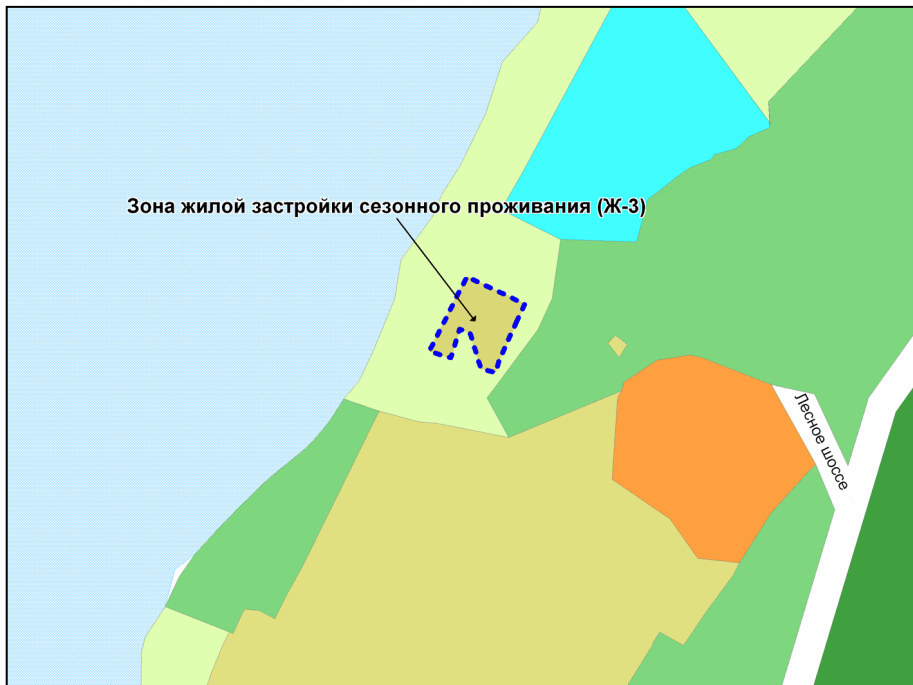 Зона жилой застройки сезонного проживания (Ж-3)
Лесное шоссе